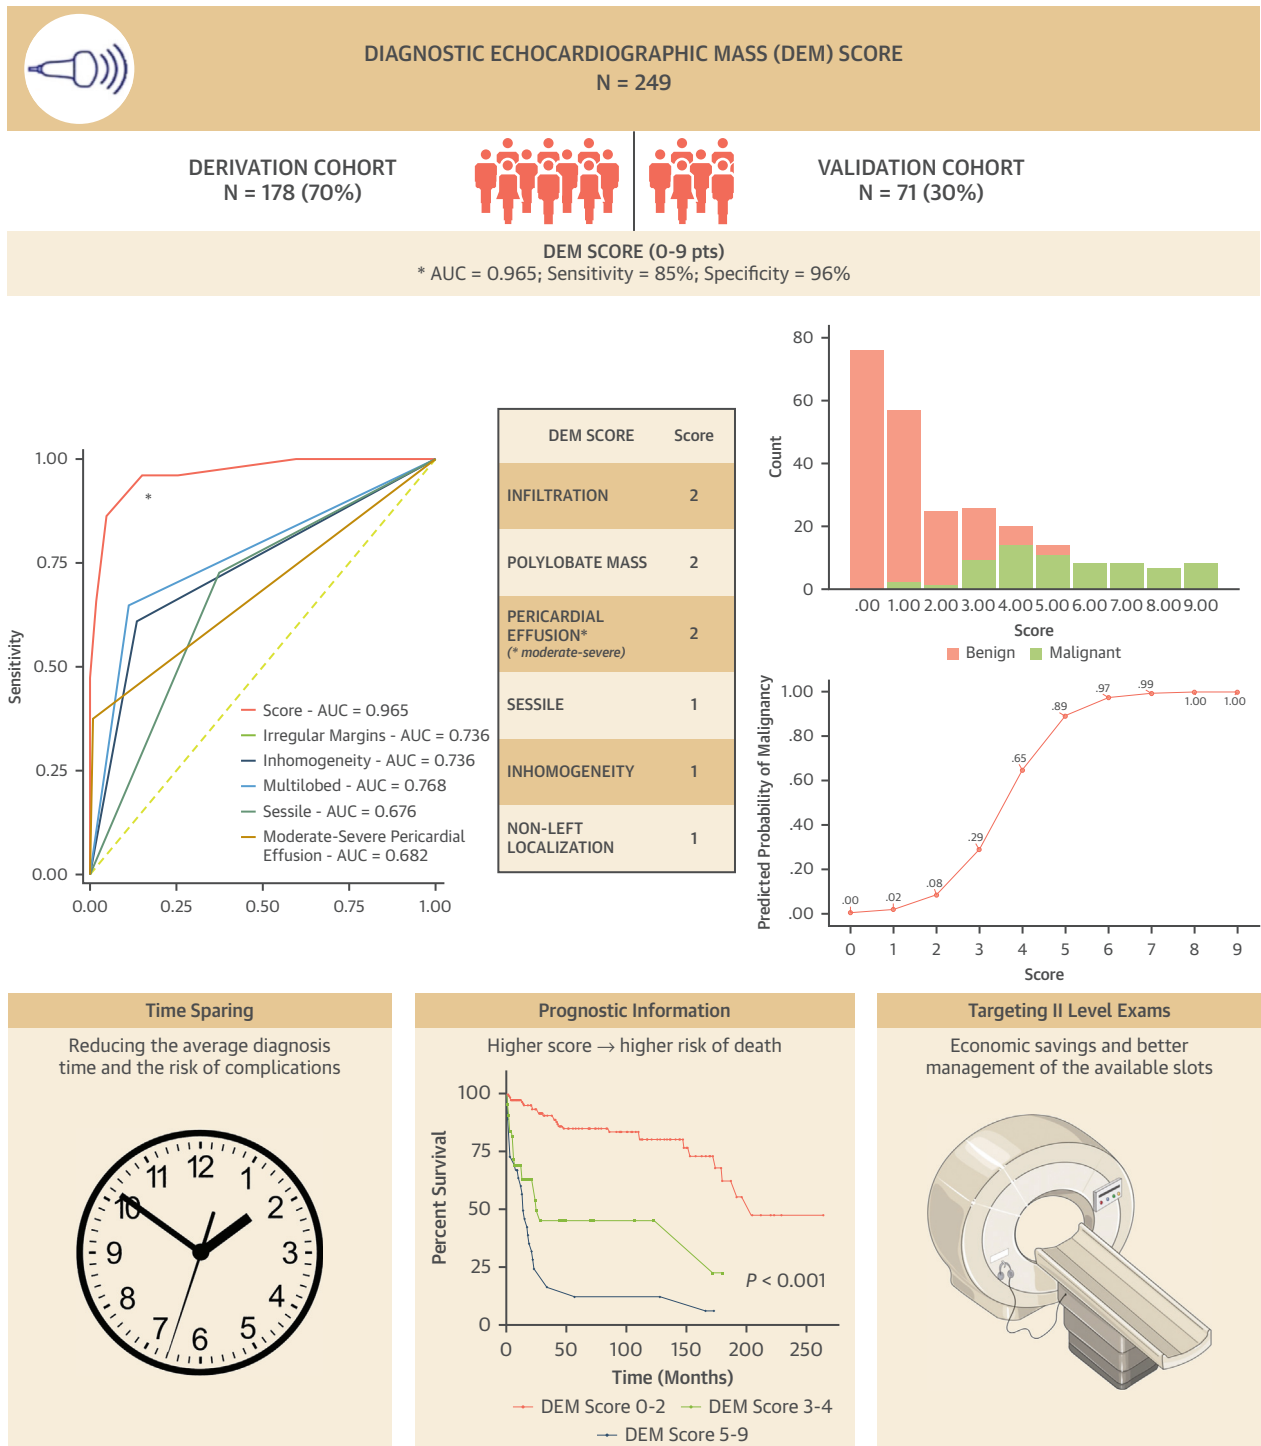 DIAGNOSTIC ECHOCARDIOGRAPHIC MASS (DEM) SCORE
N = 249
DERIVATION COHORT
N = 178 (70%)
VALIDATION COHORT
N = 71 (30%)
DEM SCORE (0-9 pts)
* AUC = 0.965; Sensitivity = 85%; Specificity = 96%
1.00
0.75
0.50
0.25
0.00
Sensitivity
*
Score - AUC = 0.965
Irregular Margins - AUC = 0.736
Inhomogeneity - AUC = 0.736
Multilobed - AUC = 0.768
Sessile - AUC = 0.676
Moderate-Severe Pericardial
Effusion - AUC = 0.682
0.00 0.25 0.50 0.75 1.00
DEM SCORE Score
INFILTRATION 2
POLYLOBATE MASS 2
PERICARDIAL
EFFUSION* 2
(* moderate-severe)
SESSILE 1
INHOMOGENEITY 1
NON-LEFT
LOCALIZATION 1
80
60
40
20
0
Count
.00 1.00 2.00 3.00 4.00 5.00 6.00 7.00 8.00 9.00
Score
Benign Malignant
1.00
.80
.60
.40
.20
.00
Predicted Probability of Malignancy
.00 .02 .08 .29 .65 .89 .97 .99 1.00 1.00
0 1 2 3 4 5 6 7 8 9
Score
Time Sparing
Reducing the average diagnosis
time and the risk of complications
12
1
2
3
4
5
6
7
8
9
10
11
Prognostic Information
Higher score → higher risk of death
100
75
50
25
0
Percent Survival
P < 0.001
0 50 100 150 200 250
Time (Months)
DEM Score 0-2 DEM Score 3-4
DEM Score 5-9
Targeting II Level Exams
Economic savings and better
management of the available slots